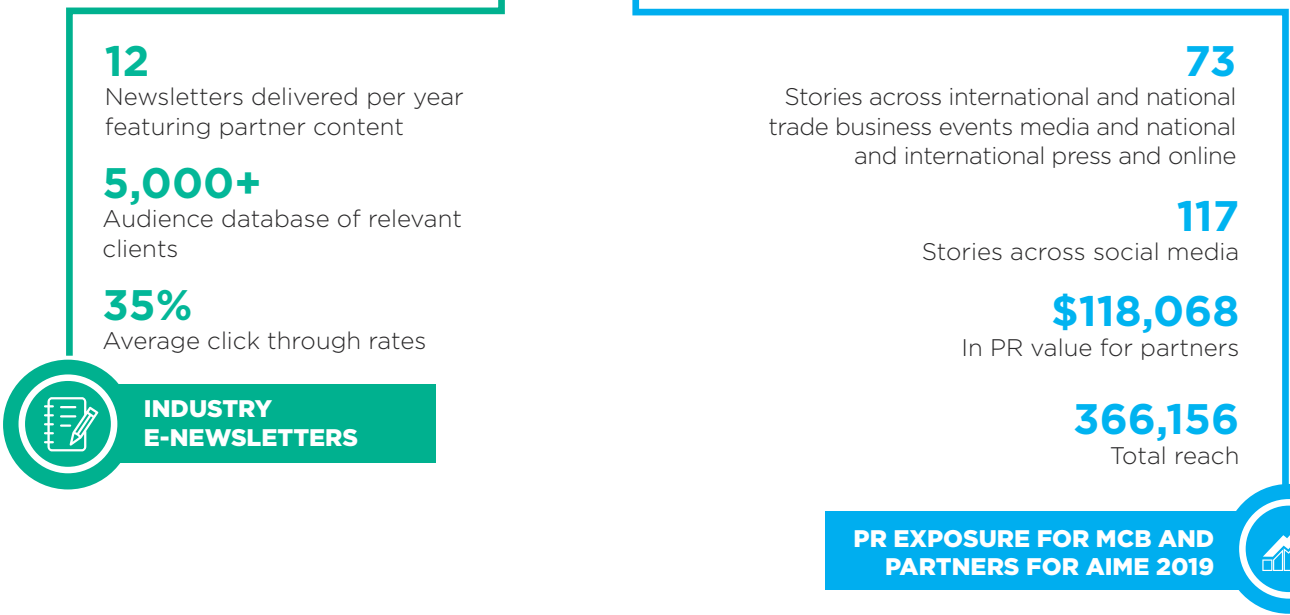 12
Newsletters delivered per year
featuring partner content
5,000+
Audience database of relevant
clients
35%
Average click through rates
INDUSTRY
E-NEWSLETTERS
73
Stories across international and national
trade business events media and national
and international press and online
117
Stories across social media
$118,068
In PR value for partners
366,156
Total reach
PR EXPOSURE FOR MCB AND
PARTNERS FOR AIME 2019